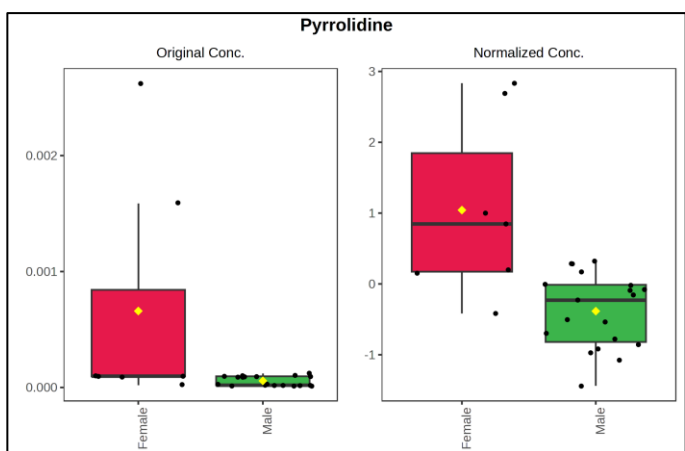 Pyrrolidine
Original Conc.
Normalized Conc.
0.002
0.001
0.000
3
2
1
0
-1
Female
Male
Female
Male